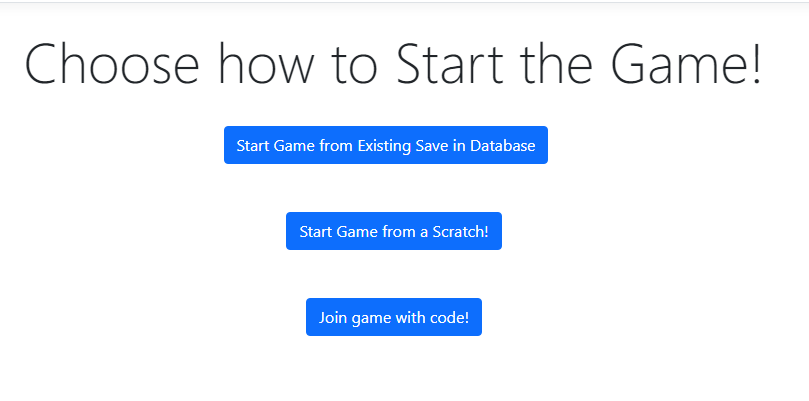 Choose how to Start the Game!
Start Game from Existing Save in Database
Start Game from a Scratch!
Join game with code!